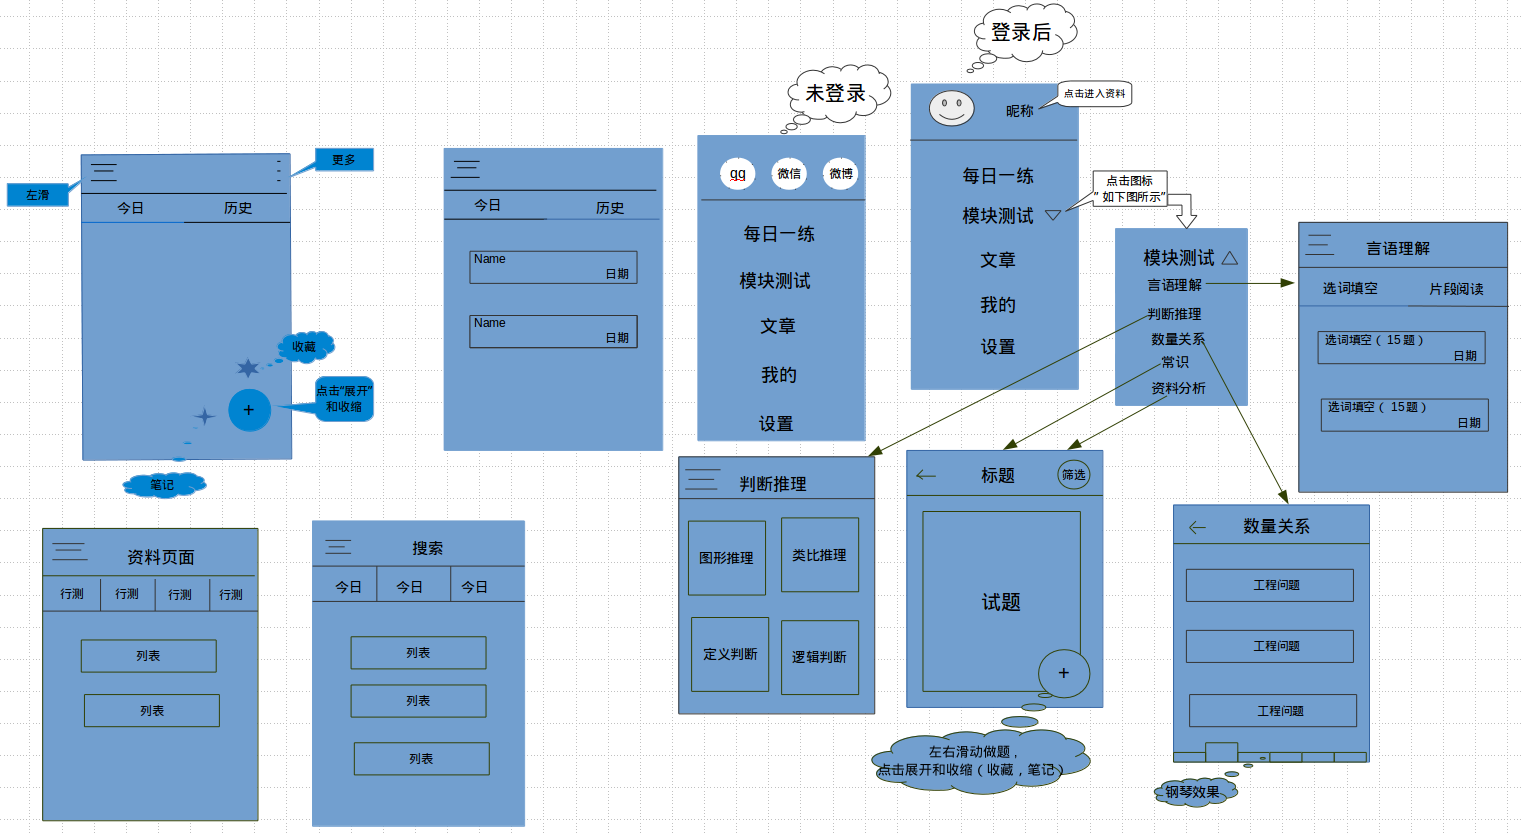 登录后
未登录
昵称
点击进入资料
更多
左滑
今日
历史
收藏
点击“展开”
和收缩
+
笔记
今日
历史
Name
日期
Name
日期
qq
微信
微博
每日一练
模块测试
文章
我的
设置
每日一练
模块测试
文章
我的
设置
点击图标
”如下图所示”
模块测试
言语理解
判断推理
数量关系
常识
资料分析
言语理解
选词填空
片段阅读
选词填空（ 15题）
日期
选词填空（ 15题）
日期
资料页面
行测
行测
行测
行测
列表
列表
搜索
今日
今日
今日
列表
列表
列表
判断推理
图形推理
类比推理
定义判断
逻辑判断
标题
筛选
试题
+
左右滑动做题，
点击展开和收缩（收藏，笔记）
数量关系
工程问题
工程问题
工程问题
钢琴效果